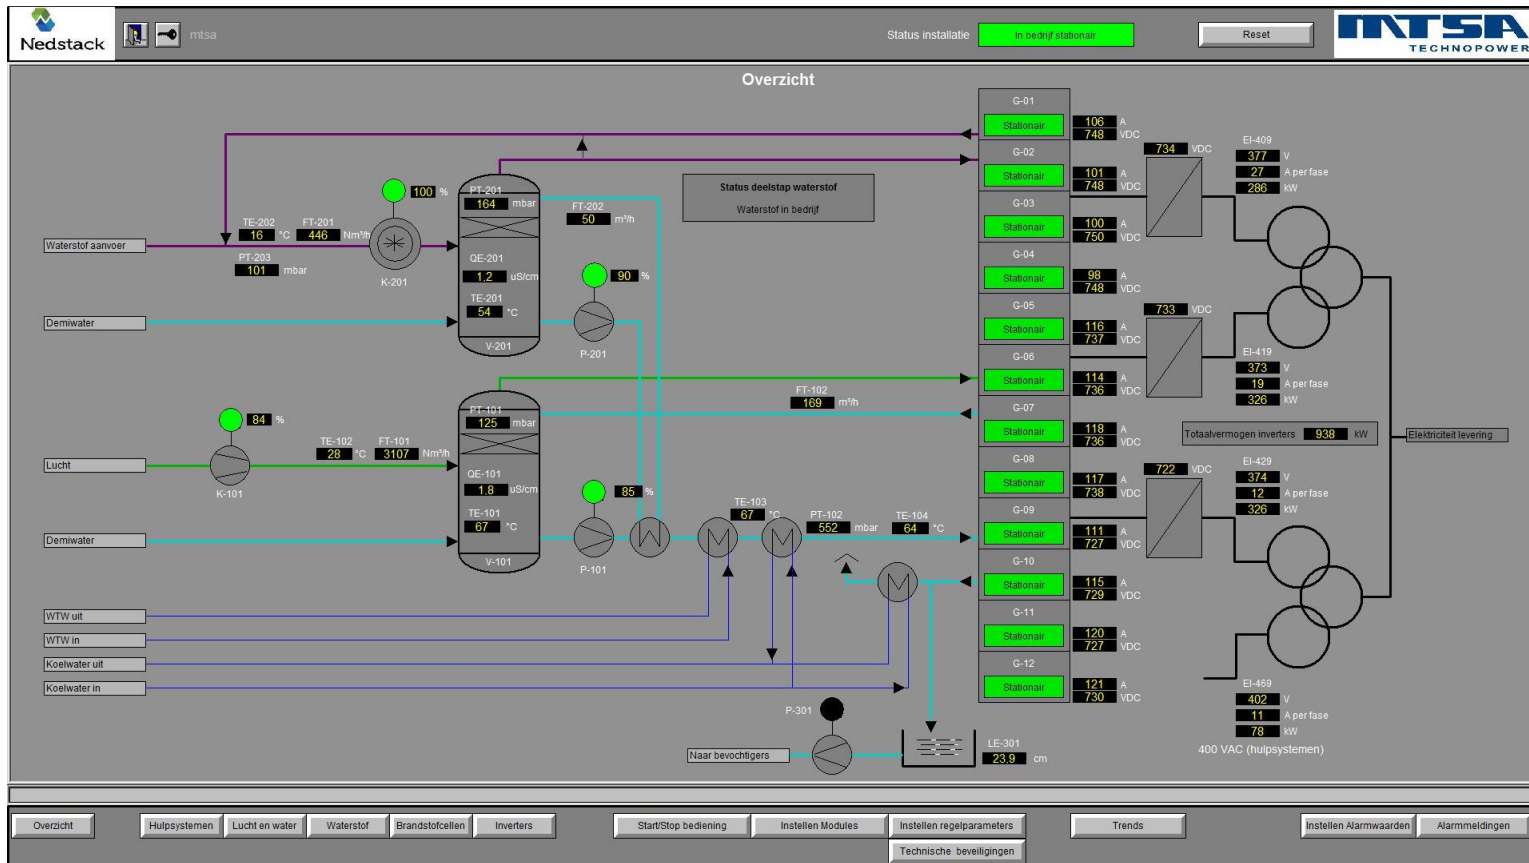 Nedstack
mtsa
Status installatie
In bedrijf stationair
Reset
MTSA
TECHNOPOWER
Overzicht
G-01
Stationair
106 A
748 VDC
G-02
Stationair
101 A
748 VDC
G-03
Stationair
100 A
750 VDC
G-04
Stationair
98 A
748 VDC
G-05
Stationair
116 A
737 VDC
G-06
Stationair
114 A
736 VDC
G-07
Stationair
118 A
736 VDC
G-08
Stationair
117 A
738 VDC
G-09
Stationair
111 A
727 VDC
G-10
Stationair
115 A
729 VDC
G-11
Stationair
120 A
727 VDC
G-12
Stationair
121 A
730 VDC
734 VDC
EI-409
377 V
27 A per fase
286 kW
733 VDC
EI-419
373 V
19 A per fase
326 kW
Totaalvermogen inverters 938 kW
Elektriciteit levering
722 VDC
EI-429
374 V
12 A per fase
326 kW
EI-469
402 V
11 A per fase
78 kW
400 VAC (hulpsystemen)
Status deelstap waterstof
Waterstof in bedrijf
100 %
PT-201
164 mbar
FT-202
50 m³/h
TE-202
16 °C
FT-201
446 Nm³/h
Waterstof aanvoer
PT-203
101 mbar
K-201
QE-201
1.2 uS/cm
90 %
TE-201
54 °C
Demiwater
V-201
P-201
FT-102
169 m³/h
84 %
PT-101
125 mbar
TE-102
28 °C
FT-101
3107 Nm³/h
Lucht
K-101
QE-101
1.8 uS/cm
85 %
TE-101
67 °C
TE-103
67 °C
PT-102
552 mbar
TE-104
64 °C
Demiwater
V-101
P-101
WTW uit
WTW in
Koelwater uit
Koelwater in
P-301
Naar bevochtigers
LE-301
23.9 cm
Overzicht
Hulpsystemen
Lucht en water
Waterstof
Brandstofcellen
Inverters
Start/Stop bediening
Instellen Modules
Instellen regelparameters
Trends
Instellen Alarmwaarden
Alarmmeldingen
Technische beveiligingen